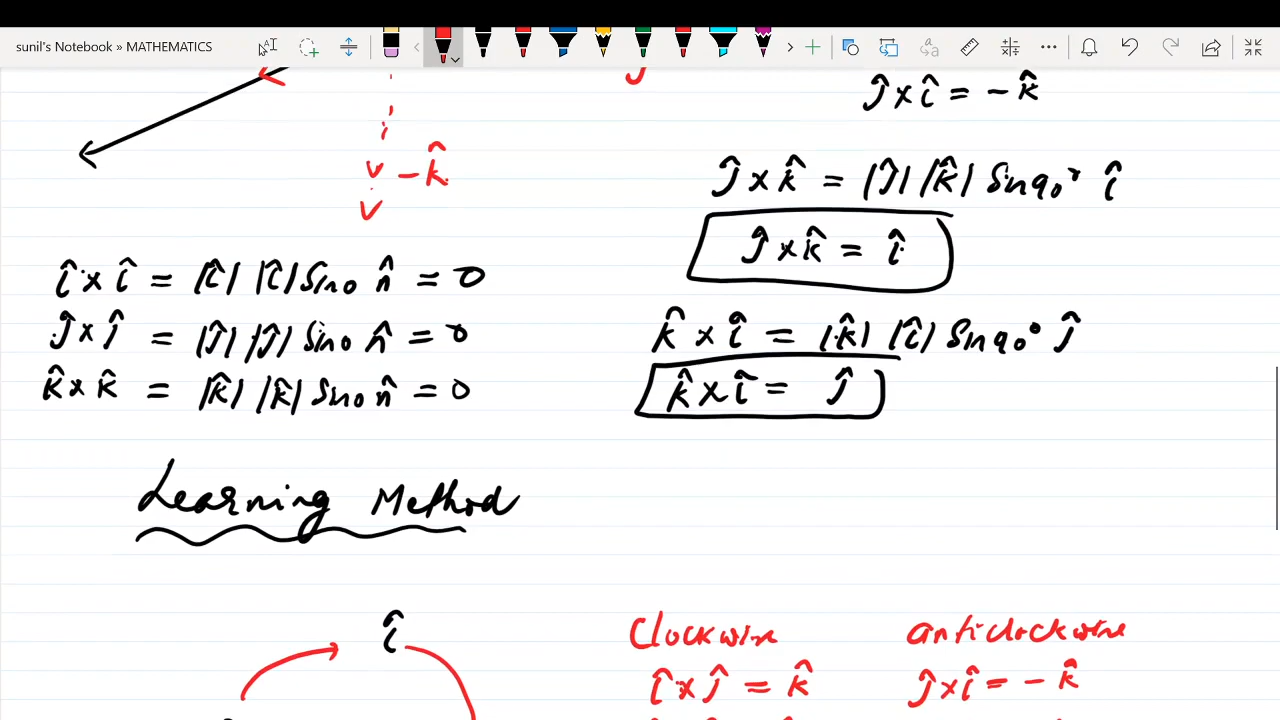 sunil's Notebook » MATHEMATICS
ĵ × î = - k̂
- k̂
ĵ × k̂ = |ĵ| |k̂| Sin90° î
ĵ × k̂ = î
î × î = |î| |î| Sin0 n̂ = 0
ĵ × ĵ = |ĵ| |ĵ| Sin0 n̂ = 0
k̂ × k̂ = |k̂| |k̂| Sin0 n̂ = 0
k̂ × î = |k̂| |î| Sin90° ĵ
k̂ × î = ĵ
Learning Method
î
Clockwise
î × ĵ = k̂
anticlockwise
ĵ × î = - k̂